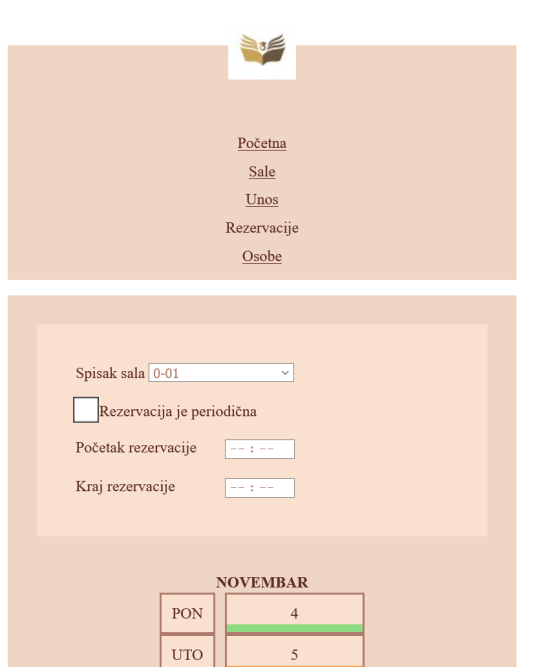 Početna
Sale
Unos
Rezervacije
Osobe
Spisak sala 0-01
Rezervacija je periodična
Početak rezervacije --:--
Kraj rezervacije --:--
NOVEMBAR
PON 4
UTO 5